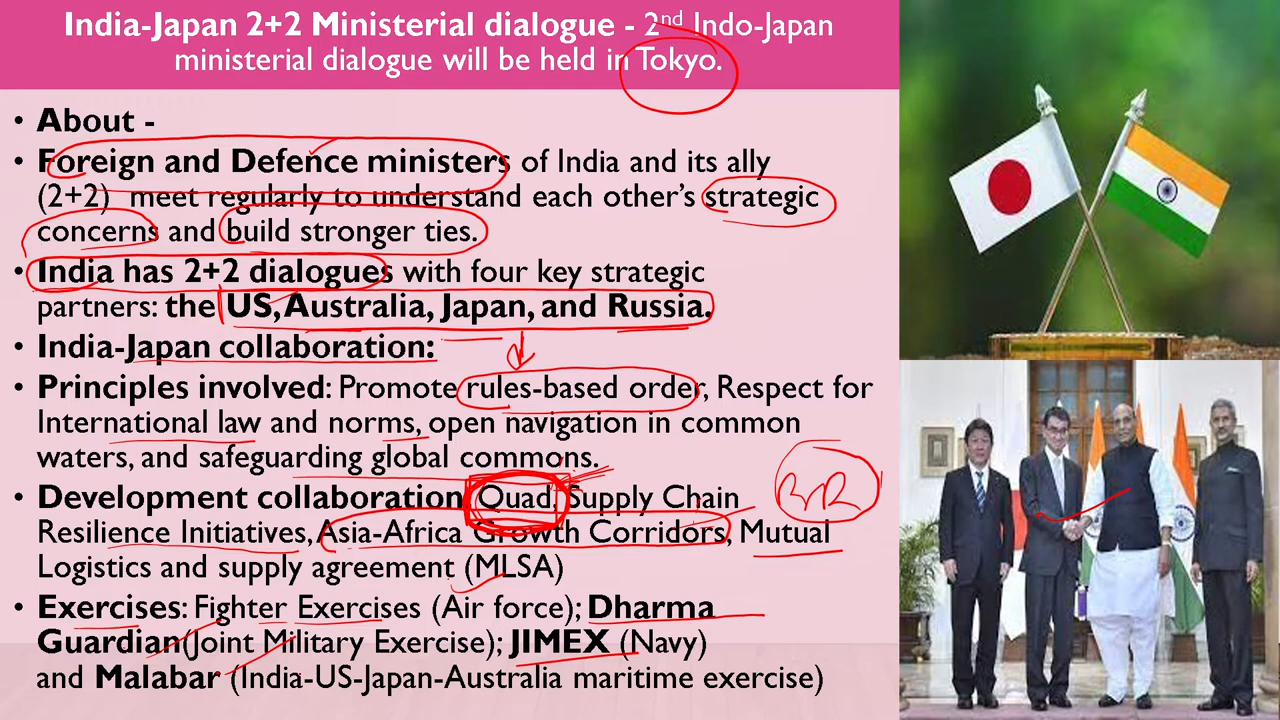 India-Japan 2+2 Ministerial dialogue - 2nd Indo-Japan
ministerial dialogue will be held in Tokyo.
• About -
• Foreign and Defence ministers of India and its ally
(2+2) meet regularly to understand each other's strategic
concerns and build stronger ties.
• India has 2+2 dialogues with four key strategic
partners: the US, Australia, Japan, and Russia.
• India-Japan collaboration:
• Principles involved: Promote rules-based order, Respect for
International law and norms, open navigation in common
waters, and safeguarding global commons.
• Development collaboration Quad, Supply Chain
Resilience Initiatives, Asia-Africa Growth Corridors, Mutual
Logistics and supply agreement (MLSA)
• Exercises: Fighter Exercises (Air force); Dharma
Guardian(Joint Military Exercise); JIMEX (Navy)
and Malabar (India-US-Japan-Australia maritime exercise)